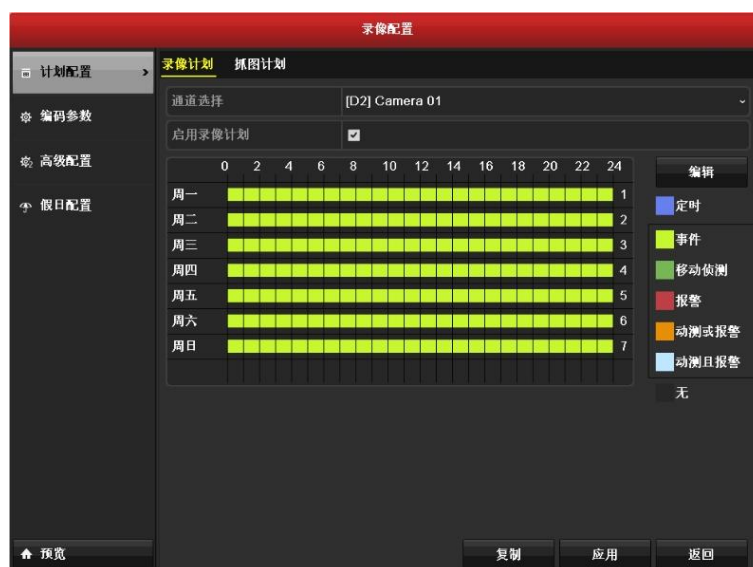 录像配置
计划配置
编码参数
高级配置
假日配置
录像计划 抓图计划
通道选择 [D2] Camera 01
启用录像计划
0 2 4 6 8 10 12 14 16 18 20 22 24
周一 1
周二 2
周三 3
周四 4
周五 5
周六 6
周日 7
编辑
定时
事件
移动侦测
报警
动测或报警
动测且报警
无
预览
复制 应用 返回